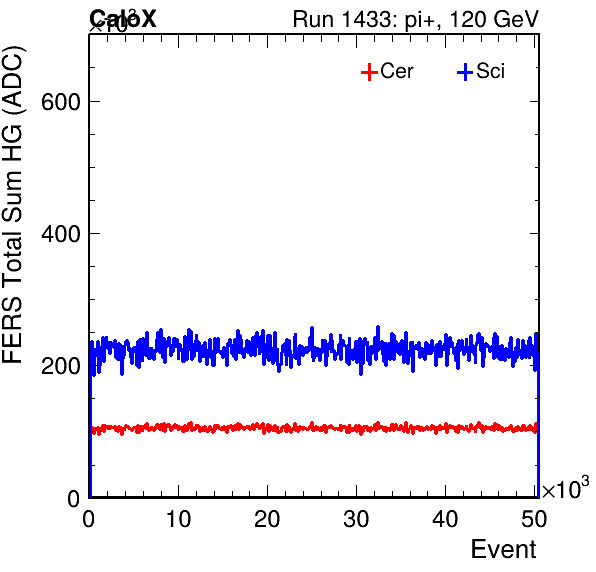 CaloX
×10³
Run 1433: pi+, 120 GeV
FERS Total Sum HG (ADC)
Cer
Sci
600
400
200
0
0 10 20 30 40 50
×10³
Event